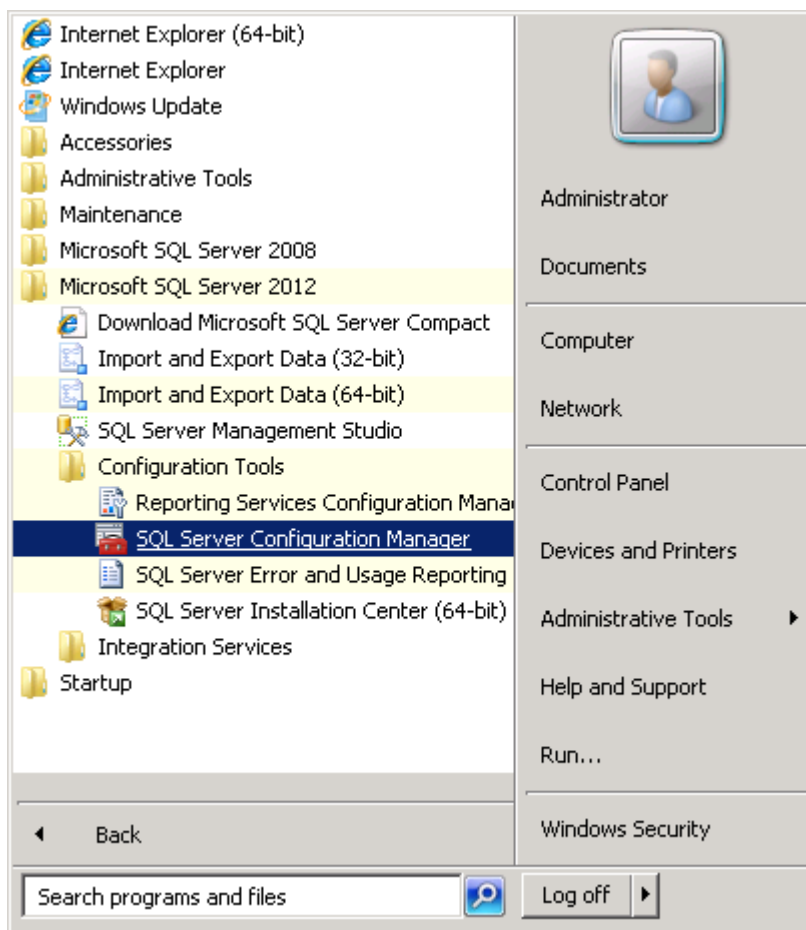 Internet Explorer (64-bit)
Internet Explorer
Windows Update
Accessories
Administrative Tools
Maintenance
Microsoft SQL Server 2008
Microsoft SQL Server 2012
Download Microsoft SQL Server Compact
Import and Export Data (32-bit)
Import and Export Data (64-bit)
SQL Server Management Studio
Configuration Tools
Reporting Services Configuration Mana
SQL Server Configuration Manager
SQL Server Error and Usage Reporting
SQL Server Installation Center (64-bit)
Integration Services
Startup
Back
Search programs and files
Administrator
Documents
Computer
Network
Control Panel
Devices and Printers
Administrative Tools
Help and Support
Run...
Windows Security
Log off